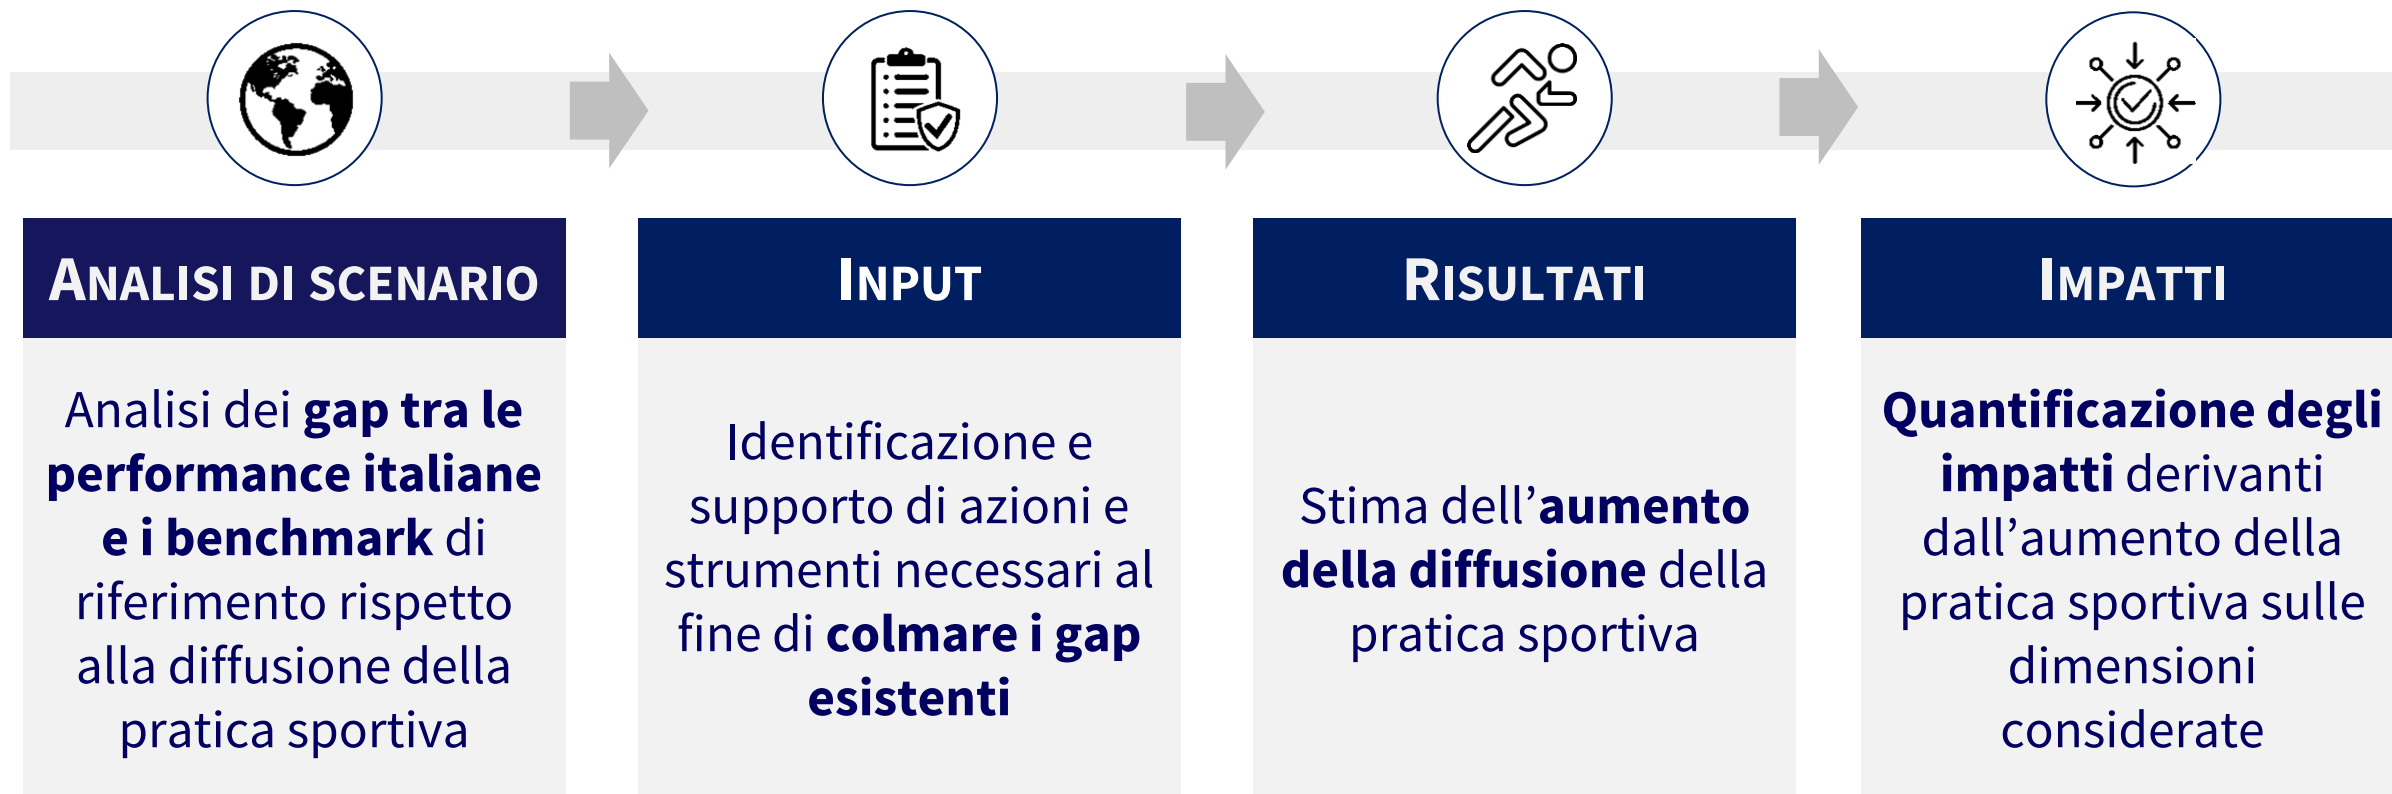 ANALISI DI SCENARIO
Analisi dei gap tra le
performance italiane
e i benchmark di
riferimento rispetto
alla diffusione della
pratica sportiva
INPUT
Identificazione e
supporto di azioni e
strumenti necessari al
fine di colmare i gap
esistenti
RISULTATI
Stima dell’aumento
della diffusione della
pratica sportiva
IMPATTI
Quantificazione degli
impatti derivanti
dall’aumento della
pratica sportiva sulle
dimensioni
considerate